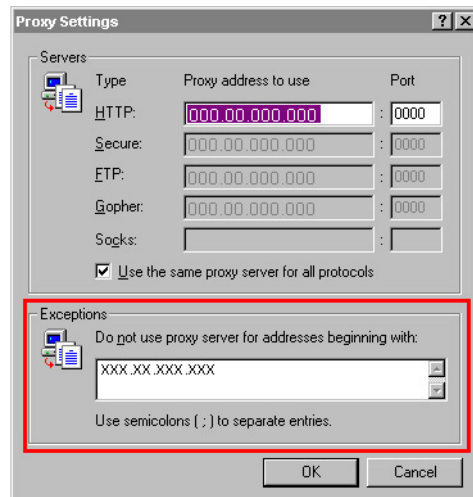 Proxy Settings
Servers
Type Proxy address to use Port
HTTP: 000.00.000.000 : 0000
Secure: 000.00.000.000 : 0000
FTP: 000.00.000.000 : 0000
Gopher: 000.00.000.000 : 0000
Socks: :
Use the same proxy server for all protocols
Exceptions
Do not use proxy server for addresses beginning with:
XXX.XX.XXX.XXX
Use semicolons ( ; ) to separate entries.
OK Cancel